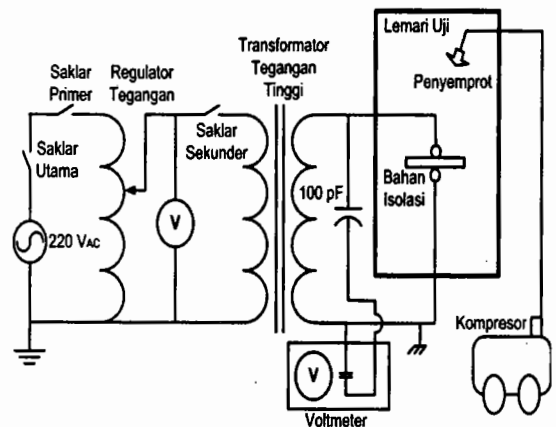 Lemari Uji
Penyemprot
Transformator
Tegangan
Tinggi
Saklar
Primer
Regulator
Tegangan
Saklar
Sekunder
Saklar
Utama
220 VAC
V
100 pF
Bahan
Isolasi
Kompresor
V
Voltmeter